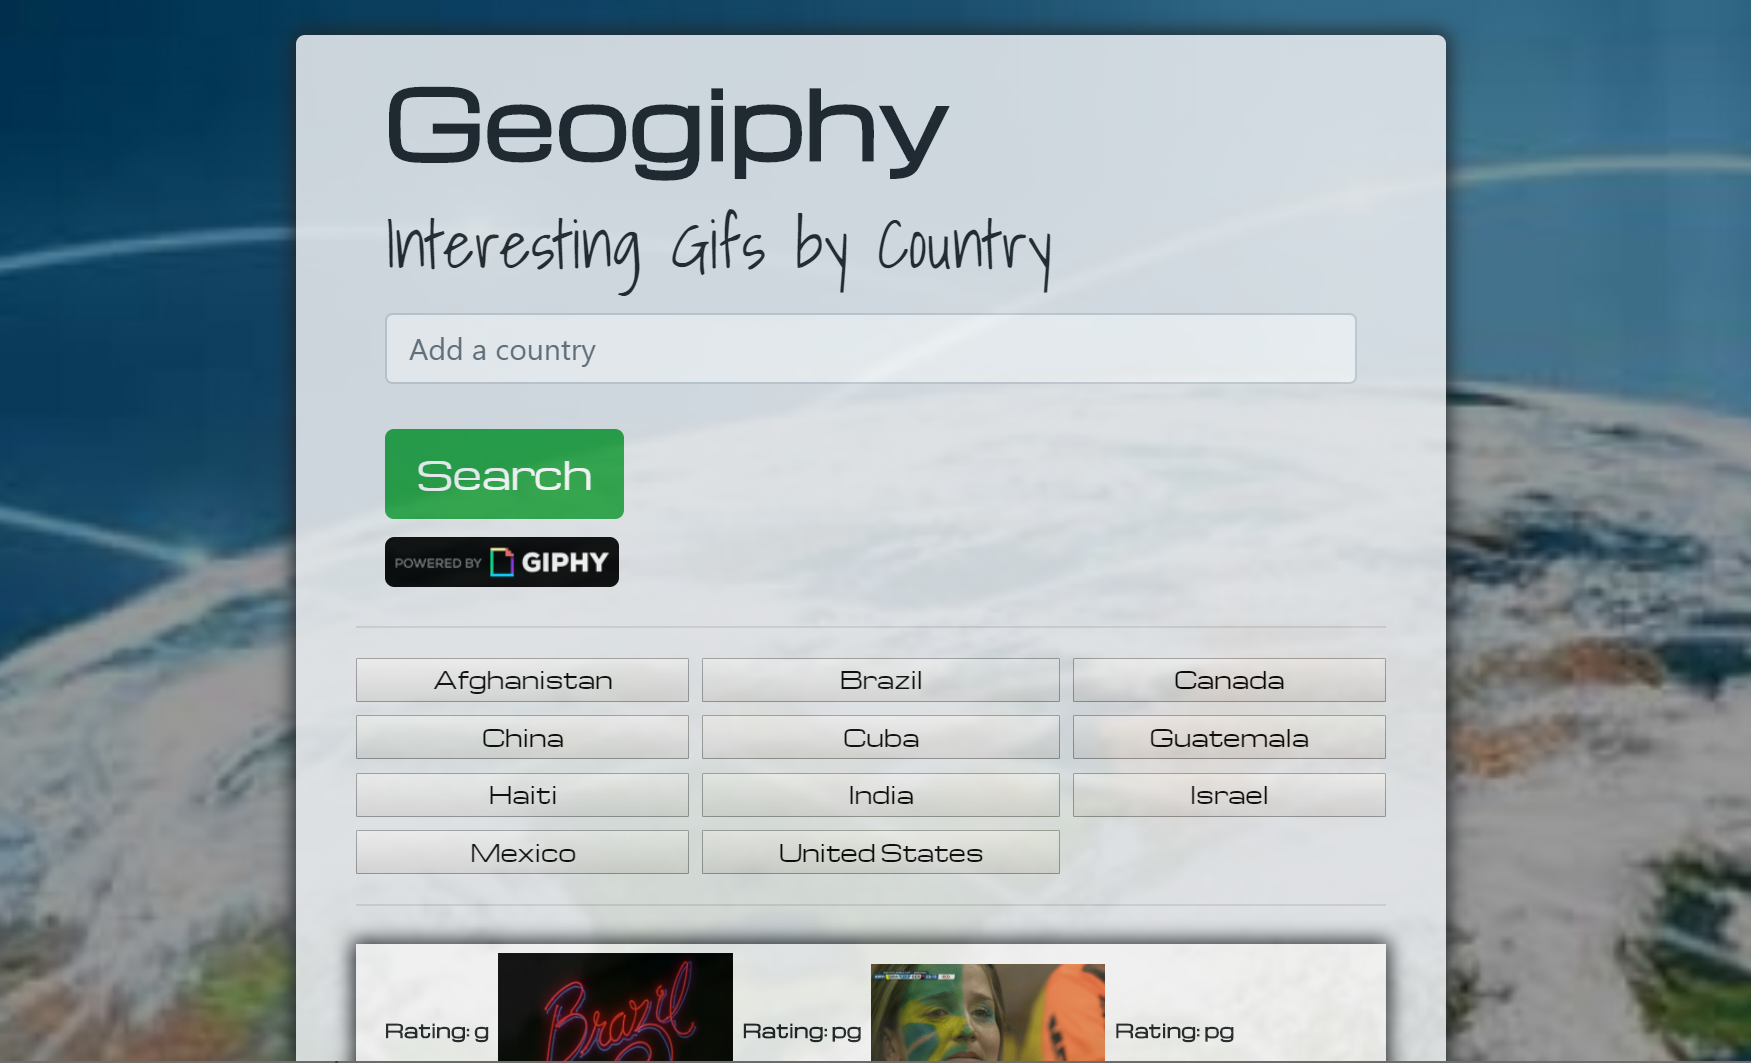 Geogiphy
Interesting Gifs by Country
Add a country
Search
POWERED BY GIPHY
Afghanistan Brazil Canada
China Cuba Guatemala
Haiti India Israel
Mexico United States
Brazil
Rating: g Rating: pg Rating: pg